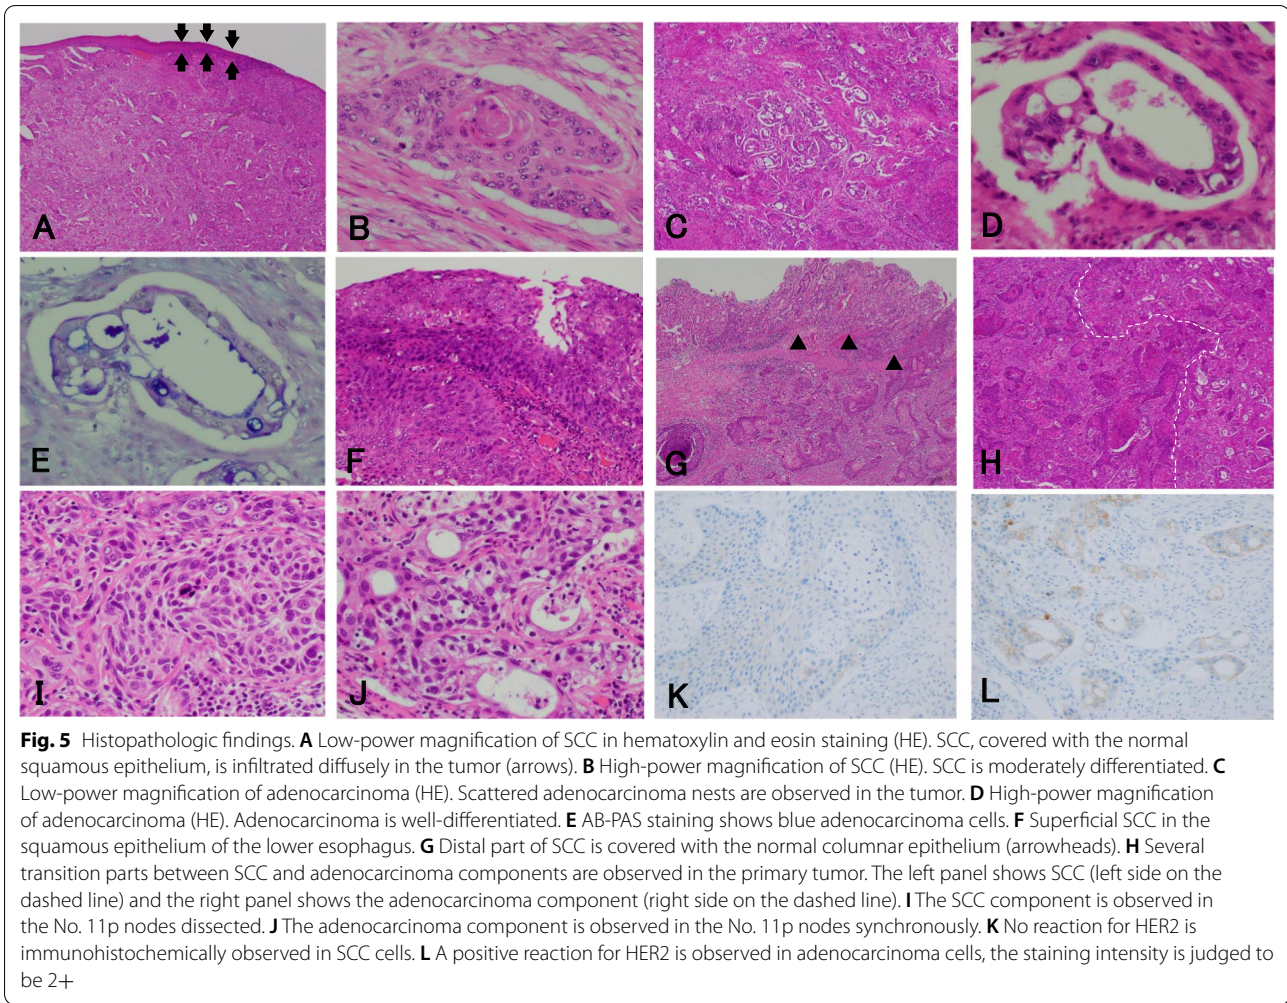 A
B
C
D
E
F
G
H
I
J
K
L
Fig. 5 Histopathologic findings. A Low-power magnification of SCC in hematoxylin and eosin staining (HE). SCC, covered with the normal
squamous epithelium, is infiltrated diffusely in the tumor (arrows). B High-power magnification of SCC (HE). SCC is moderately differentiated. C
Low-power magnification of adenocarcinoma (HE). Scattered adenocarcinoma nests are observed in the tumor. D High-power magnification
of adenocarcinoma (HE). Adenocarcinoma is well-differentiated. E AB-PAS staining shows blue adenocarcinoma cells. F Superficial SCC in the
squamous epithelium of the lower esophagus. G Distal part of SCC is covered with the normal columnar epithelium (arrowheads). H Several
transition parts between SCC and adenocarcinoma components are observed in the primary tumor. The left panel shows SCC (left side on the
dashed line) and the right panel shows the adenocarcinoma component (right side on the dashed line). I The SCC component is observed in
the No. 11p nodes dissected. J The adenocarcinoma component is observed in the No. 11p nodes synchronously. K No reaction for HER2 is
immunohistochemically observed in SCC cells. L A positive reaction for HER2 is observed in adenocarcinoma cells, the staining intensity is judged to
be 2+